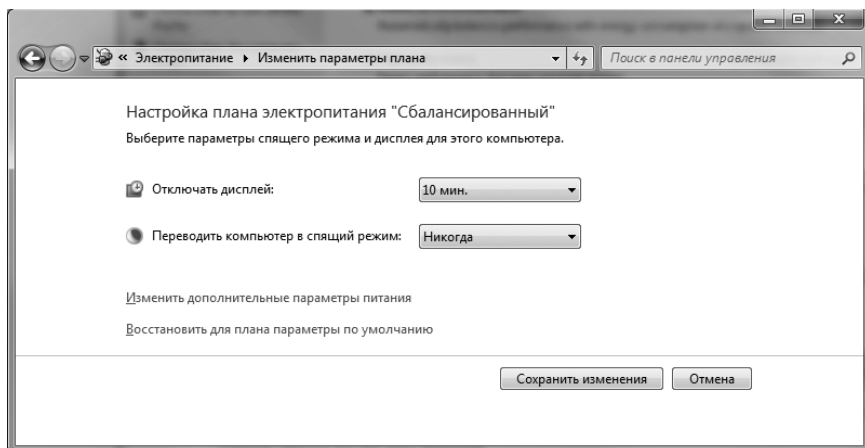 « Электропитание ▸ Изменить параметры плана
Поиск в панели управления
Настройка плана электропитания "Сбалансированный"
Выберите параметры спящего режима и дисплея для этого компьютера.
Отключать дисплей: 10 мин.
Переводить компьютер в спящий режим: Никогда
Изменить дополнительные параметры питания
Восстановить для плана параметры по умолчанию
Сохранить изменения Отмена